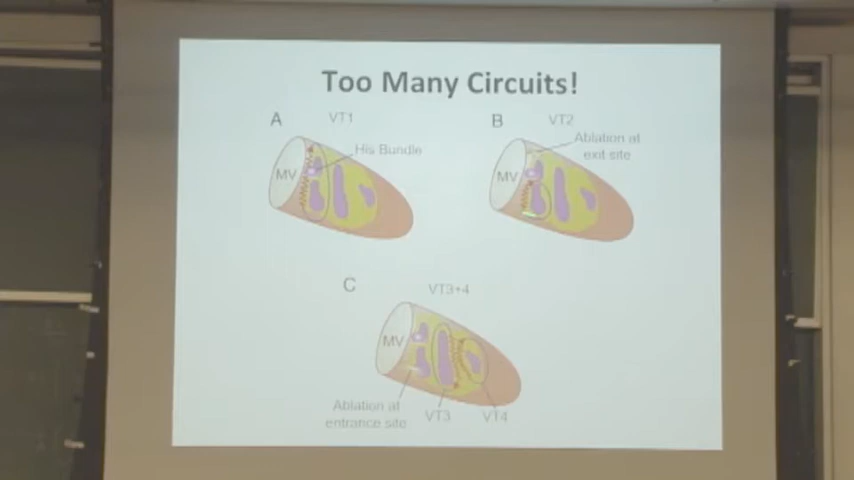 Too Many Circuits!
A
VT1
His Bundle
MV
B
VT2
Ablation at
exit site
MV
C
VT3+4
MV
Ablation at
entrance site
VT3
VT4